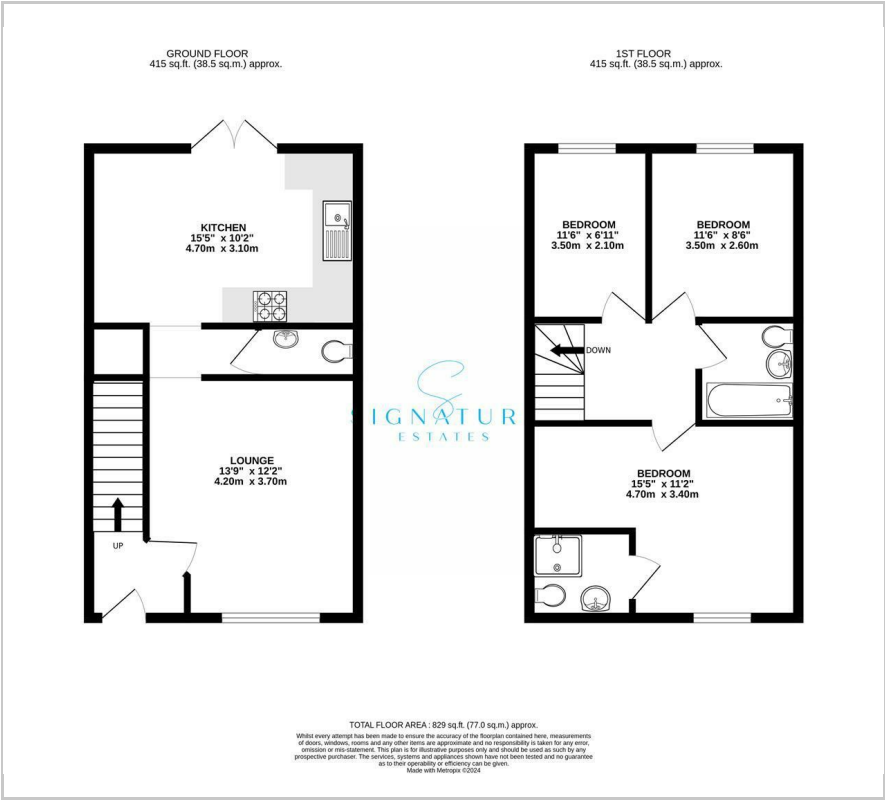 GROUND FLOOR
415 sq.ft. (38.5 sq.m.) approx.
1ST FLOOR
415 sq.ft. (38.5 sq.m.) approx.
KITCHEN
15'5" x 10'2"
4.70m x 3.10m
LOUNGE
13'9" x 12'2"
4.20m x 3.70m
UP
BEDROOM
11'6" x 6'11"
3.50m x 2.10m
BEDROOM
11'6" x 8'6"
3.50m x 2.60m
DOWN
BEDROOM
15'5" x 11'2"
4.70m x 3.40m
S
SIGNATUR
ESTATES
TOTAL FLOOR AREA : 829 sq.ft. (77.0 sq.m.) approx.
Whilst every attempt has been made to ensure the accuracy of the floorplan contained here, measurements
of doors, windows, rooms and any other items are approximate and no responsibility is taken for any error,
omission or mis-statement. This plan is for illustrative purposes only and should be used as such by any
prospective purchaser. The services, systems and appliances shown have not been tested and no guarantee
as to their operability or efficiency can be given.
Made with Metropix ©2024